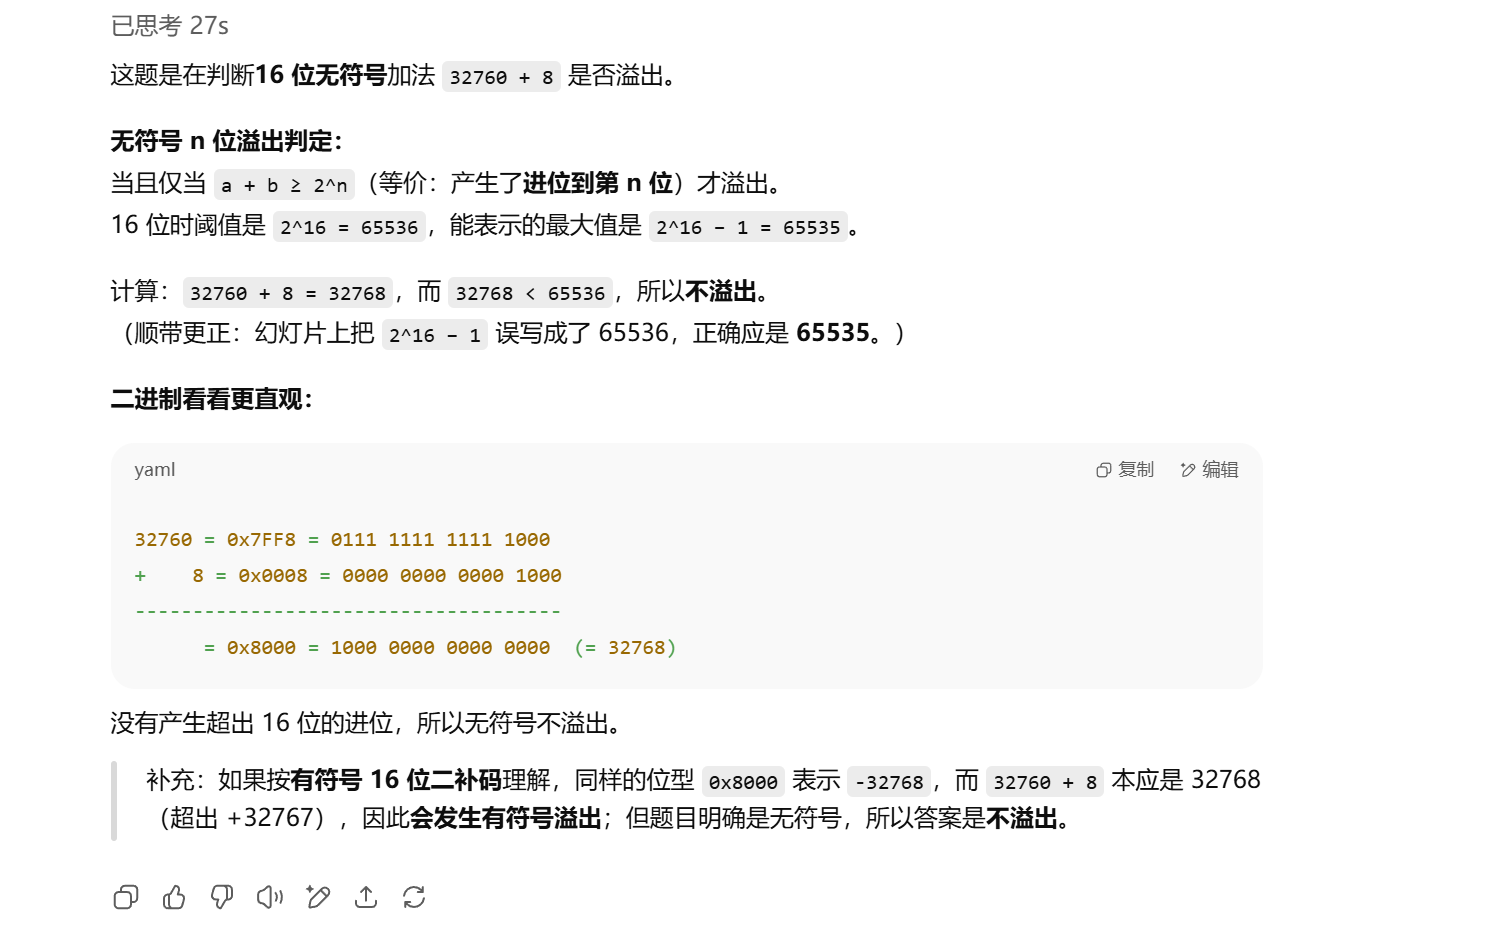 已思考 27s
这题是在判断16 位无符号加法 32760 + 8 是否溢出。
无符号 n 位溢出判定：
当且仅当 a + b ≥ 2^n（等价：产生了进位到第 n 位）才溢出。
16 位时阈值是 2^16 = 65536，能表示的最大值是 2^16 − 1 = 65535。
计算：32760 + 8 = 32768，而 32768 < 65536，所以不溢出。
（顺带更正：幻灯片上把 2^16 − 1 误写成了 65536，正确应是 65535。）
二进制看看更直观：
yaml 复制 编辑
32760 = 0x7FF8 = 0111 1111 1111 1000
+    8 = 0x0008 = 0000 0000 0000 1000
-------------------------------------
= 0x8000 = 1000 0000 0000 0000  (= 32768)
没有产生超出 16 位的进位，所以无符号不溢出。
补充：如果按有符号 16 位二补码理解，同样的位型 0x8000 表示 -32768，而 32760 + 8 本应是 32768
（超出 +32767），因此会发生有符号溢出；但题目明确是无符号，所以答案是不溢出。